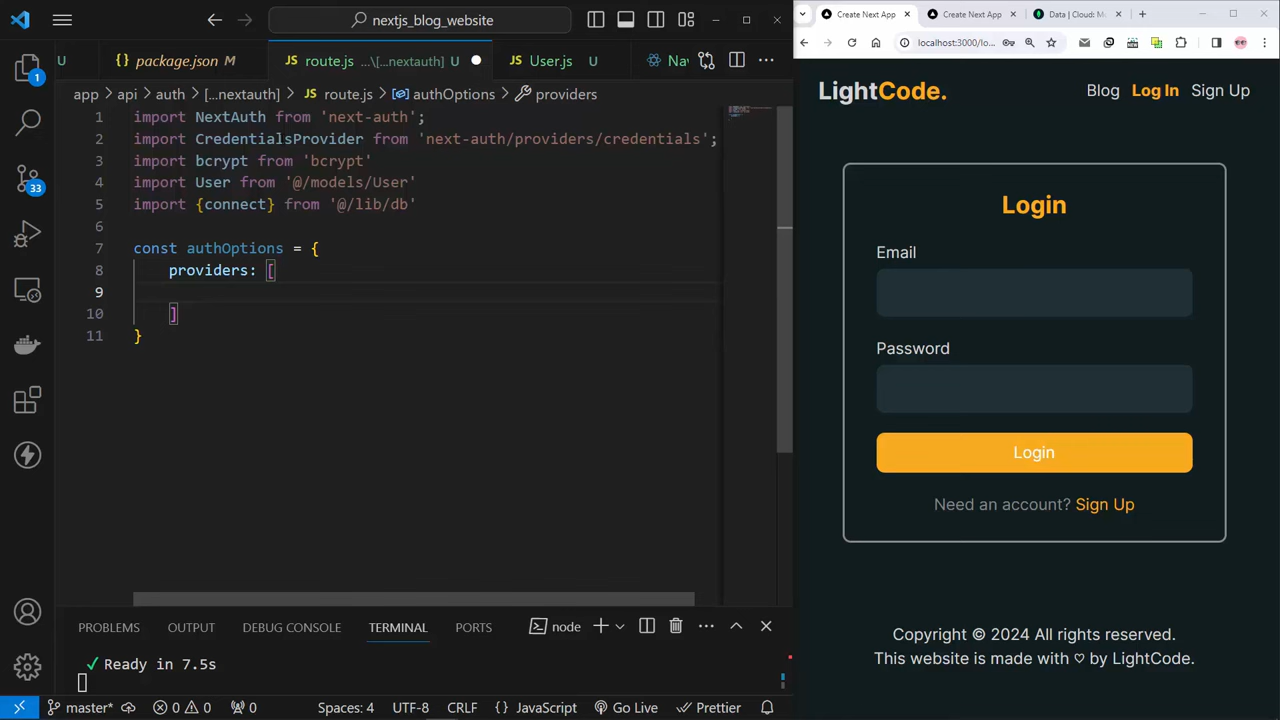 nextjs_blog_website
U
package.json M
JS route.js ...\[...nextauth] U
JS User.js U
Nav
app > api > auth > [...nextauth] > JS route.js > authOptions > providers
1 import NextAuth from 'next-auth';
2 import CredentialsProvider from 'next-auth/providers/credentials';
3 import bcrypt from 'bcrypt'
4 import User from '@/models/User'
5 import {connect} from '@/lib/db'
6
7 const authOptions = {
8 providers: [
9
10 ]
11 }
1
33
PROBLEMS OUTPUT DEBUG CONSOLE TERMINAL PORTS
node
✓ Ready in 7.5s
master* 0 0 0 Spaces: 4 UTF-8 CRLF {} JavaScript Go Live Prettier
Create Next App
Create Next App
Data | Cloud: M
localhost:3000/lo...
LightCode.
Blog Log In Sign Up
Login
Email
Password
Login
Need an account? Sign Up
Copyright © 2024 All rights reserved.
This website is made with ♡ by LightCode.